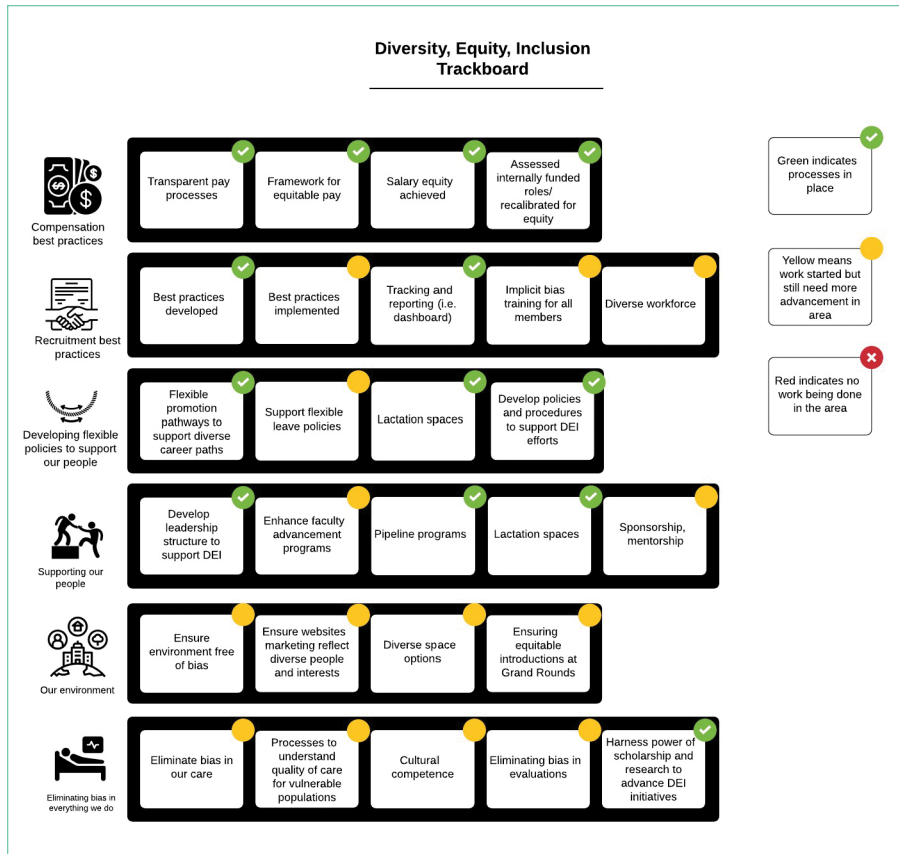 Diversity, Equity, Inclusion
Trackboard
Compensation
best practices
Transparent pay
processes
Framework for
equitable pay
Salary equity
achieved
Assessed
internally funded
roles/
recalibrated for
equity
Green indicates
processes in
place
Recruitment best
practices
Best practices
developed
Best practices
implemented
Tracking and
reporting (i.e.
dashboard)
Implicit bias
training for all
members
Diverse workforce
Yellow means
work started but
still need more
advancement in
area
Developing flexible
policies to support
our people
Flexible
promotion
pathways to
support diverse
career paths
Support flexible
leave policies
Lactation spaces
Develop policies
and procedures
to support DEI
efforts
Red indicates no
work being done
in the area
Supporting our
people
Develop
leadership
structure to
support DEI
Enhance faculty
advancement
programs
Pipeline programs
Lactation spaces
Sponsorship,
mentorship
Our environment
Ensure
environment free
of bias
Ensure websites
marketing reflect
diverse people
and interests
Diverse space
options
Ensuring
equitable
introductions at
Grand Rounds
Eliminating bias in
everything we do
Eliminate bias in
our care
Processes to
understand
quality of care
for vulnerable
populations
Cultural
competence
Eliminating bias in
evaluations
Harness power of
scholarship and
research to
advance DEI
initiatives